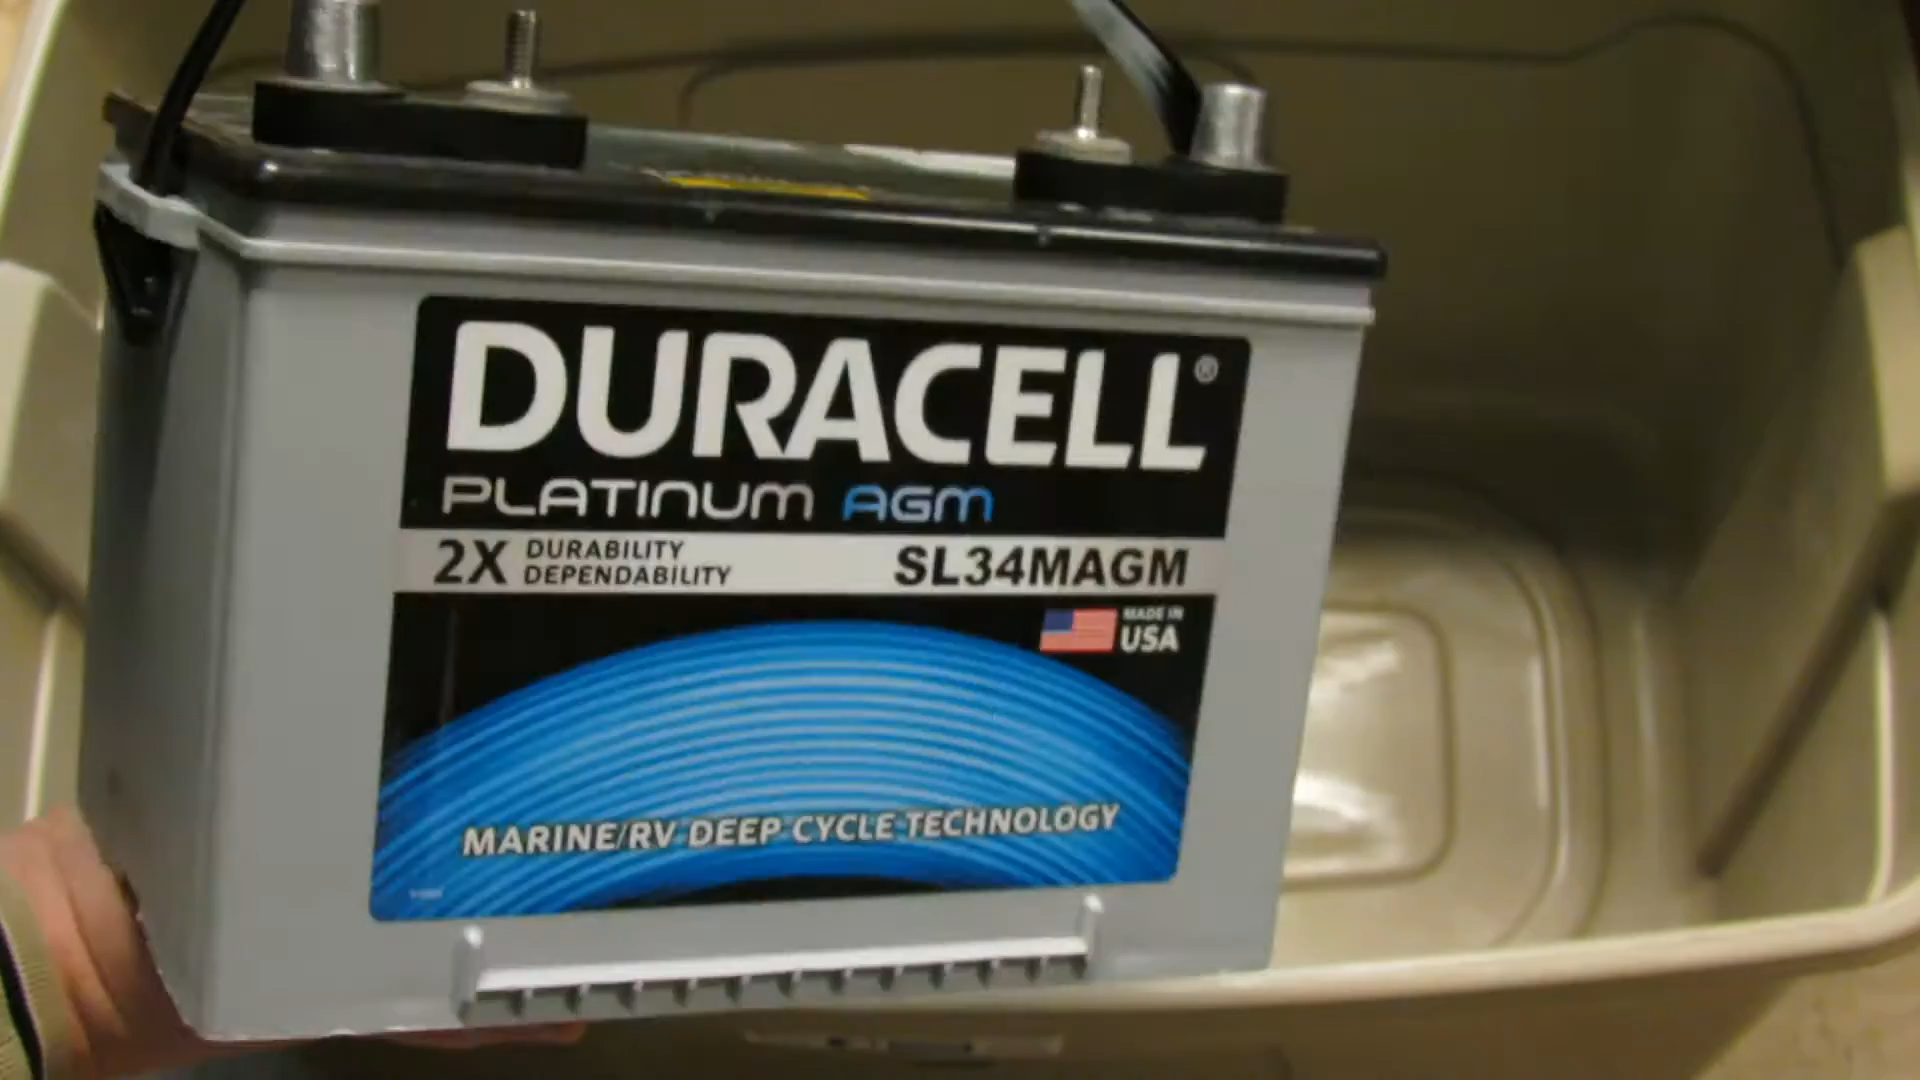 DURACELL®
PLATINUM AGM
2X DURABILITY
DEPENDABILITY
SL34MAGM
MADE IN
USA
MARINE/RV DEEP CYCLE TECHNOLOGY